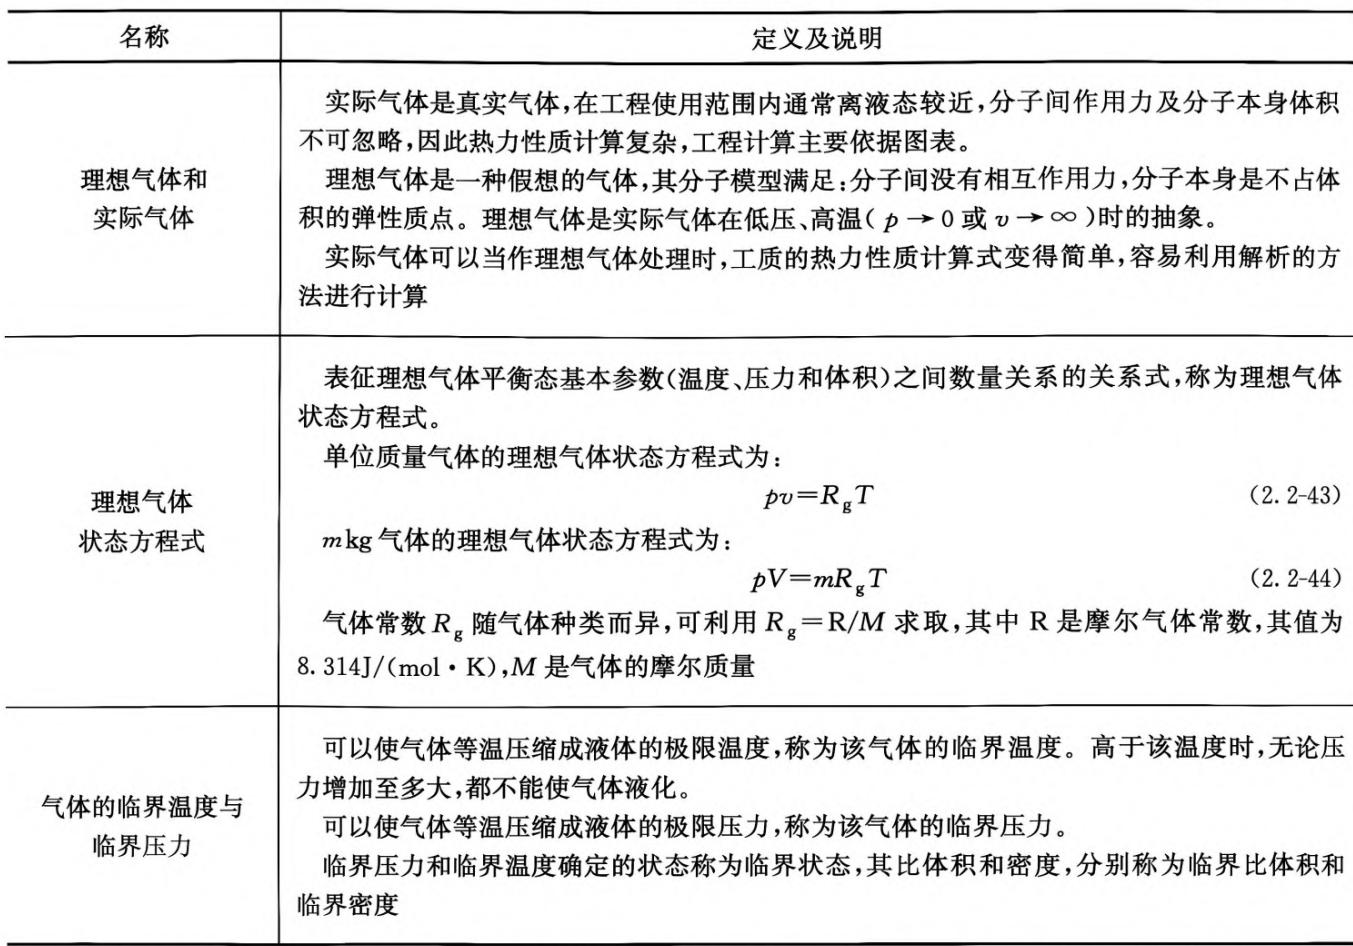 名称
定义及说明
理想气体和
实际气体
实际气体是真实气体,在工程使用范围内通常离液态较近,分子间作用力及分子本身体积
不可忽略,因此热力性质计算复杂,工程计算主要依据图表。
理想气体是一种假想的气体,其分子模型满足:分子间没有相互作用力,分子本身是不占体
积的弹性质点。理想气体是实际气体在低压、高温( p → 0 或 v → ∞ )时的抽象。
实际气体可以当作理想气体处理时,工质的热力性质计算式变得简单,容易利用解析的方
法进行计算
理想气体
状态方程式
表征理想气体平衡态基本参数(温度、压力和体积)之间数量关系的关系式,称为理想气体
状态方程式。
单位质量气体的理想气体状态方程式为:
pv=R_gT (2.2-43)
mkg 气体的理想气体状态方程式为:
pV=mR_gT (2.2-44)
气体常数 R_g 随气体种类而异,可利用 R_g=R/M 求取,其中 R 是摩尔气体常数,其值为
8.314J/(mol·K),M 是气体的摩尔质量
气体的临界温度与
临界压力
可以使气体等温压缩成液体的极限温度,称为该气体的临界温度。高于该温度时,无论压
力增加至多大,都不能使气体液化。
可以使气体等温压缩成液体的极限压力,称为该气体的临界压力。
临界压力和临界温度确定的状态称为临界状态,其比体积和密度,分别称为临界比体积和
临界密度